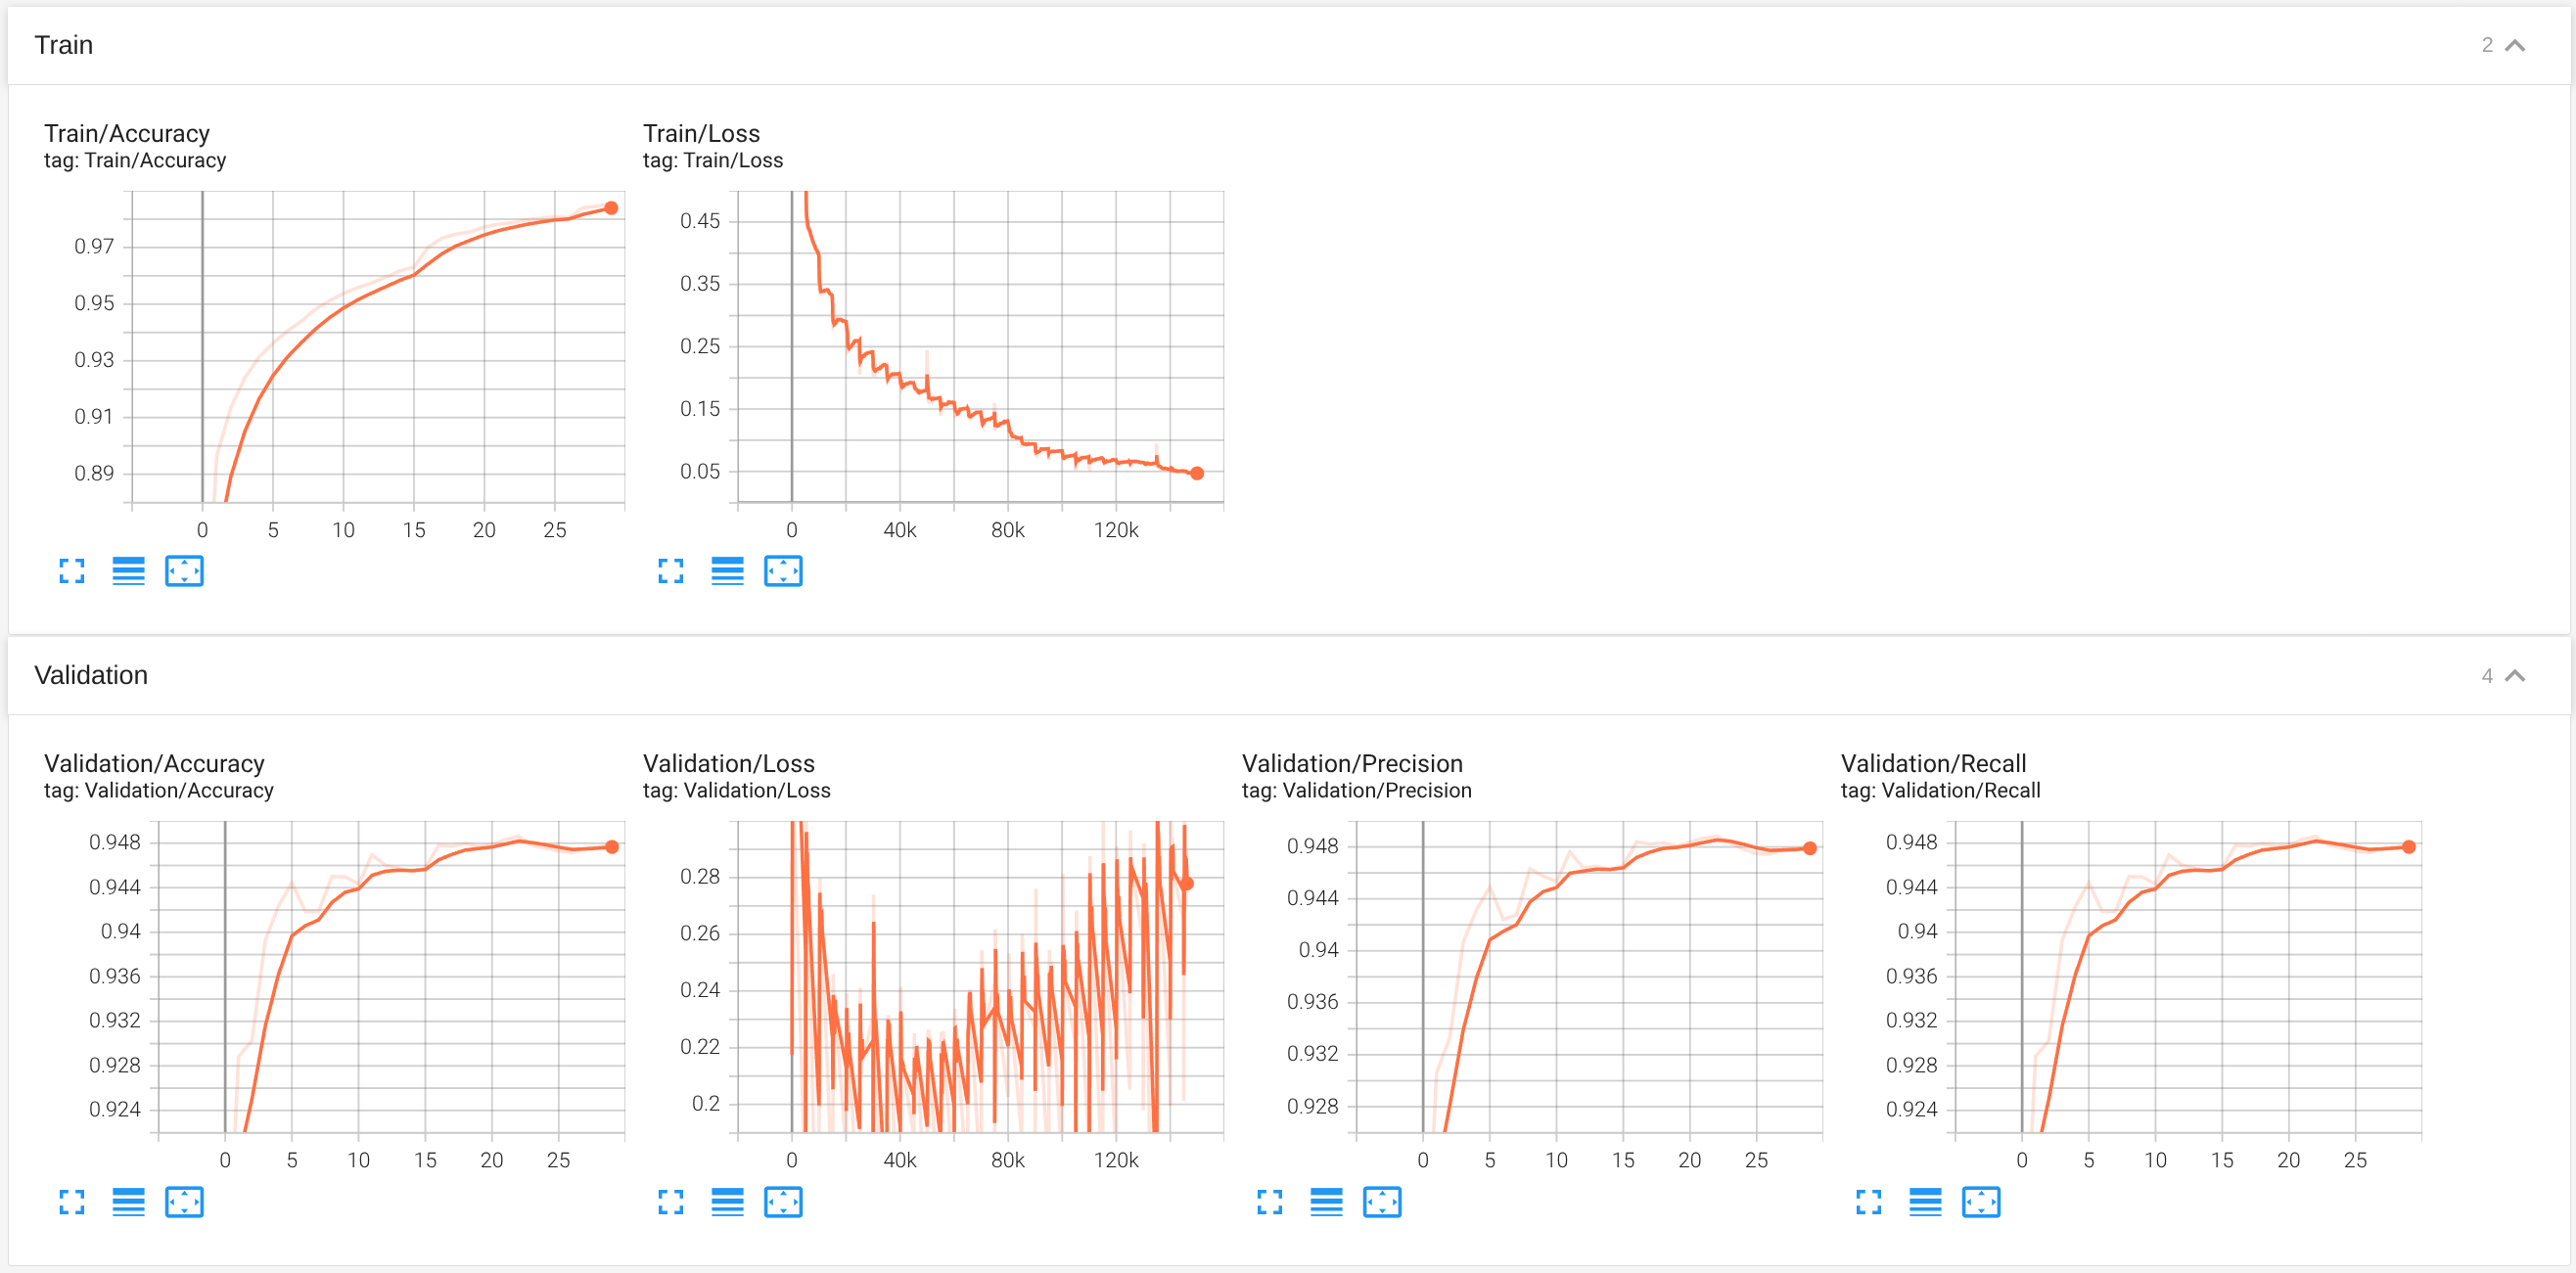 Train
2
Train/Accuracy
tag: Train/Accuracy
0.97
0.95
0.93
0.91
0.89
0 5 10 15 20 25
Train/Loss
tag: Train/Loss
0.45
0.35
0.25
0.15
0.05
0 40k 80k 120k
Validation
4
Validation/Accuracy
tag: Validation/Accuracy
0.948
0.944
0.94
0.936
0.932
0.928
0.924
0 5 10 15 20 25
Validation/Loss
tag: Validation/Loss
0.28
0.26
0.24
0.22
0.2
0 40k 80k 120k
Validation/Precision
tag: Validation/Precision
0.948
0.944
0.94
0.936
0.932
0.928
0 5 10 15 20 25
Validation/Recall
tag: Validation/Recall
0.948
0.944
0.94
0.936
0.932
0.928
0.924
0 5 10 15 20 25